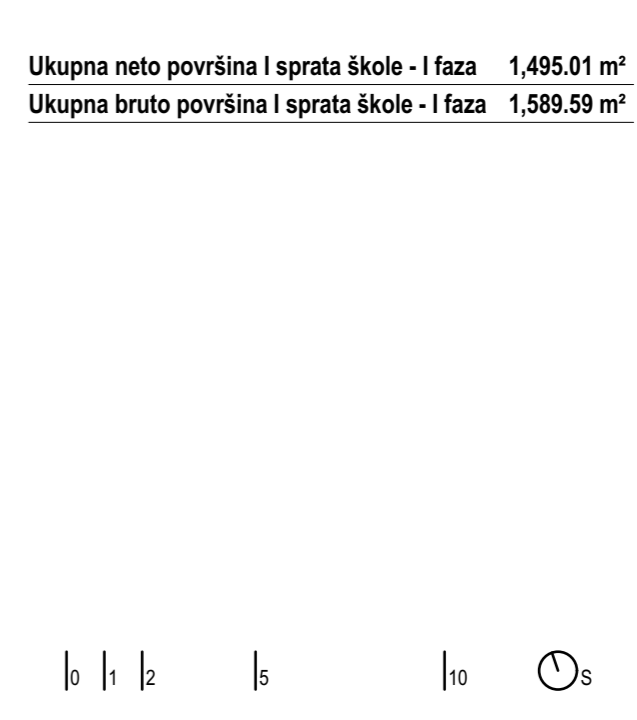 Ukupna neto površina I sprata škole - I faza 1,495.01 m²
Ukupna bruto površina I sprata škole - I faza 1,589.59 m²
0 1 2 5 10 S